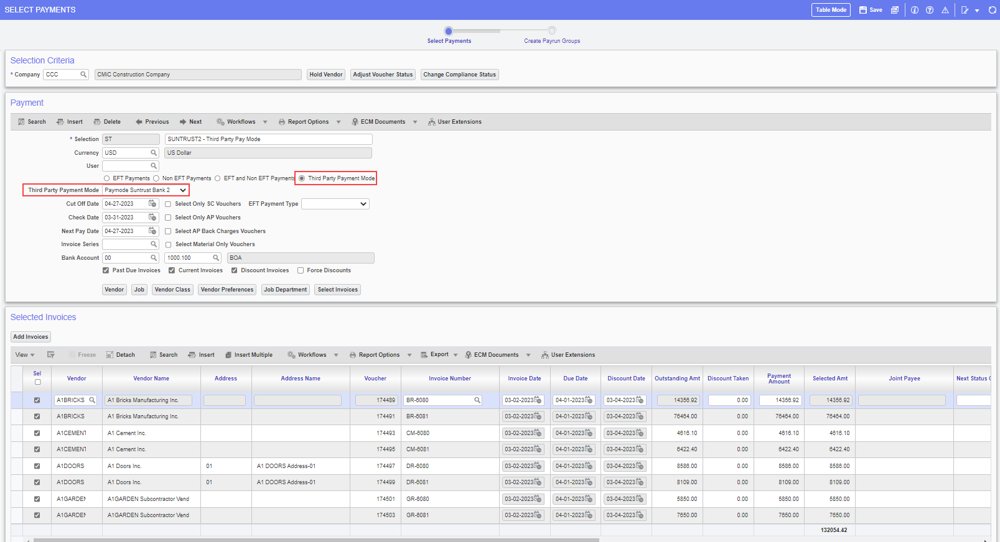 SELECT PAYMENTS
Table Mode Save
Select Payments Create Payrun Groups
Selection Criteria
* Company CCC CMiC Construction Company Hold Vendor Adjust Voucher Status Change Compliance Status
Payment
Search Insert Delete Previous Next Workflows Report Options ECM Documents User Extensions
* Selection ST SUNTRUST2 - Third Party Pay Mode
Currency USD US Dollar
User
EFT Payments Non EFT Payments EFT and Non EFT Payments Third Party Payment Mode
Third Party Payment Mode Paymode Suntrust Bank 2
Cut Off Date 04-27-2023 Select Only SC Vouchers EFT Payment Type
Check Date 03-31-2023 Select Only AP Vouchers
Next Pay Date 04-27-2023 Select AP Back Charges Vouchers
Invoice Series Select Material Only Vouchers
Bank Account 00 1000.100 BOA
Past Due Invoices Current Invoices Discount Invoices Force Discounts
Vendor Job Vendor Class Vendor Preferences Job Department Select Invoices
Selected Invoices
Add Invoices
View Freeze Detach Search Insert Insert Multiple Workflows Report Options Export ECM Documents User Extensions
Sel Vendor Vendor Name Address Address Name Voucher Invoice Number Invoice Date Due Date Discount Date Outstanding Amt Discount Taken Payment Amount Selected Amt Joint Payee Next Status
A1BRICKS A1 Bricks Manufacturing Inc. 174489 BR-6080 03-02-2023 04-01-2023 03-04-2023 14356.92 0.00 14356.92 14356.92
A1BRICKS A1 Bricks Manufacturing Inc. 174491 BR-6081 03-02-2023 04-01-2023 03-04-2023 76464.00 0.00 76464.00 76464.00
A1CEMENT A1 Cement Inc. 174493 CM-6080 03-02-2023 04-01-2023 03-04-2023 4616.10 0.00 4616.10 4616.10
A1CEMENT A1 Cement Inc. 174495 CM-6081 03-02-2023 04-01-2023 03-04-2023 6422.40 0.00 6422.40 6422.40
A1DOORS A1 Doors Inc. 01 A1 DOORS Address-01 174497 DR-6080 03-02-2023 04-01-2023 03-04-2023 8586.00 0.00 8586.00 8586.00
A1DOORS A1 Doors Inc. 01 A1 DOORS Address-01 174499 DR-6081 03-02-2023 04-01-2023 03-04-2023 8109.00 0.00 8109.00 8109.00
A1GARDEN A1GARDEN Subcontractor Vend 174501 GR-6080 03-02-2023 04-01-2023 03-04-2023 5850.00 0.00 5850.00 5850.00
A1GARDEN A1GARDEN Subcontractor Vend 174503 GR-6081 03-02-2023 04-01-2023 03-04-2023 7650.00 0.00 7650.00 7650.00
132054.42